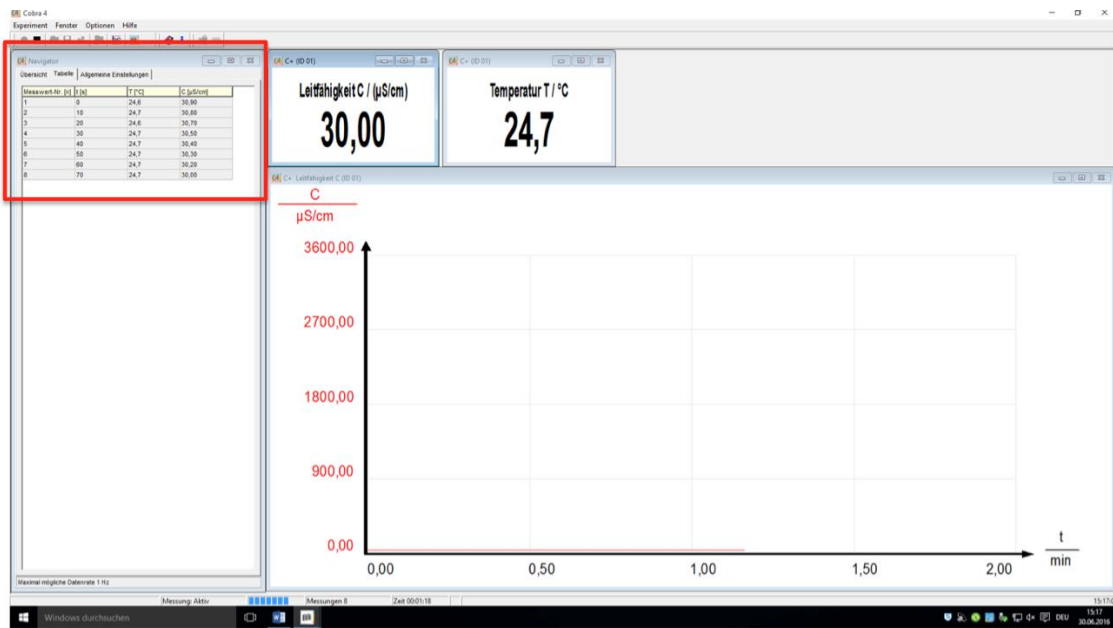 Cobra 4
Experiment Fenster Optionen Hilfe
Navigator
Übersicht Tabelle Allgemeine Einstellungen
Messwert-Nr. [n] t [s] T [°C] C [µS/cm]
1 0 24,6 30,90
2 10 24,7 30,80
3 20 24,6 30,70
4 30 24,7 30,50
5 40 24,7 30,40
6 50 24,7 30,30
7 60 24,7 30,20
8 70 24,7 30,00
Maximal mögliche Datenrate 1 Hz
C+ (ID 01)
Leitfähigkeit C / (µS/cm)
30,00
C+ (ID 01)
Temperatur T / °C
24,7
C+ Leitfähigkeit C (ID 01)
C
µS/cm
3600,00
2700,00
1800,00
900,00
0,00
0,00 0,50 1,00 1,50 2,00
t
min
Messung: Aktiv Messungen 8 Zeit 00:01:18
Windows durchsuchen
DEU
15:17
30.06.2016